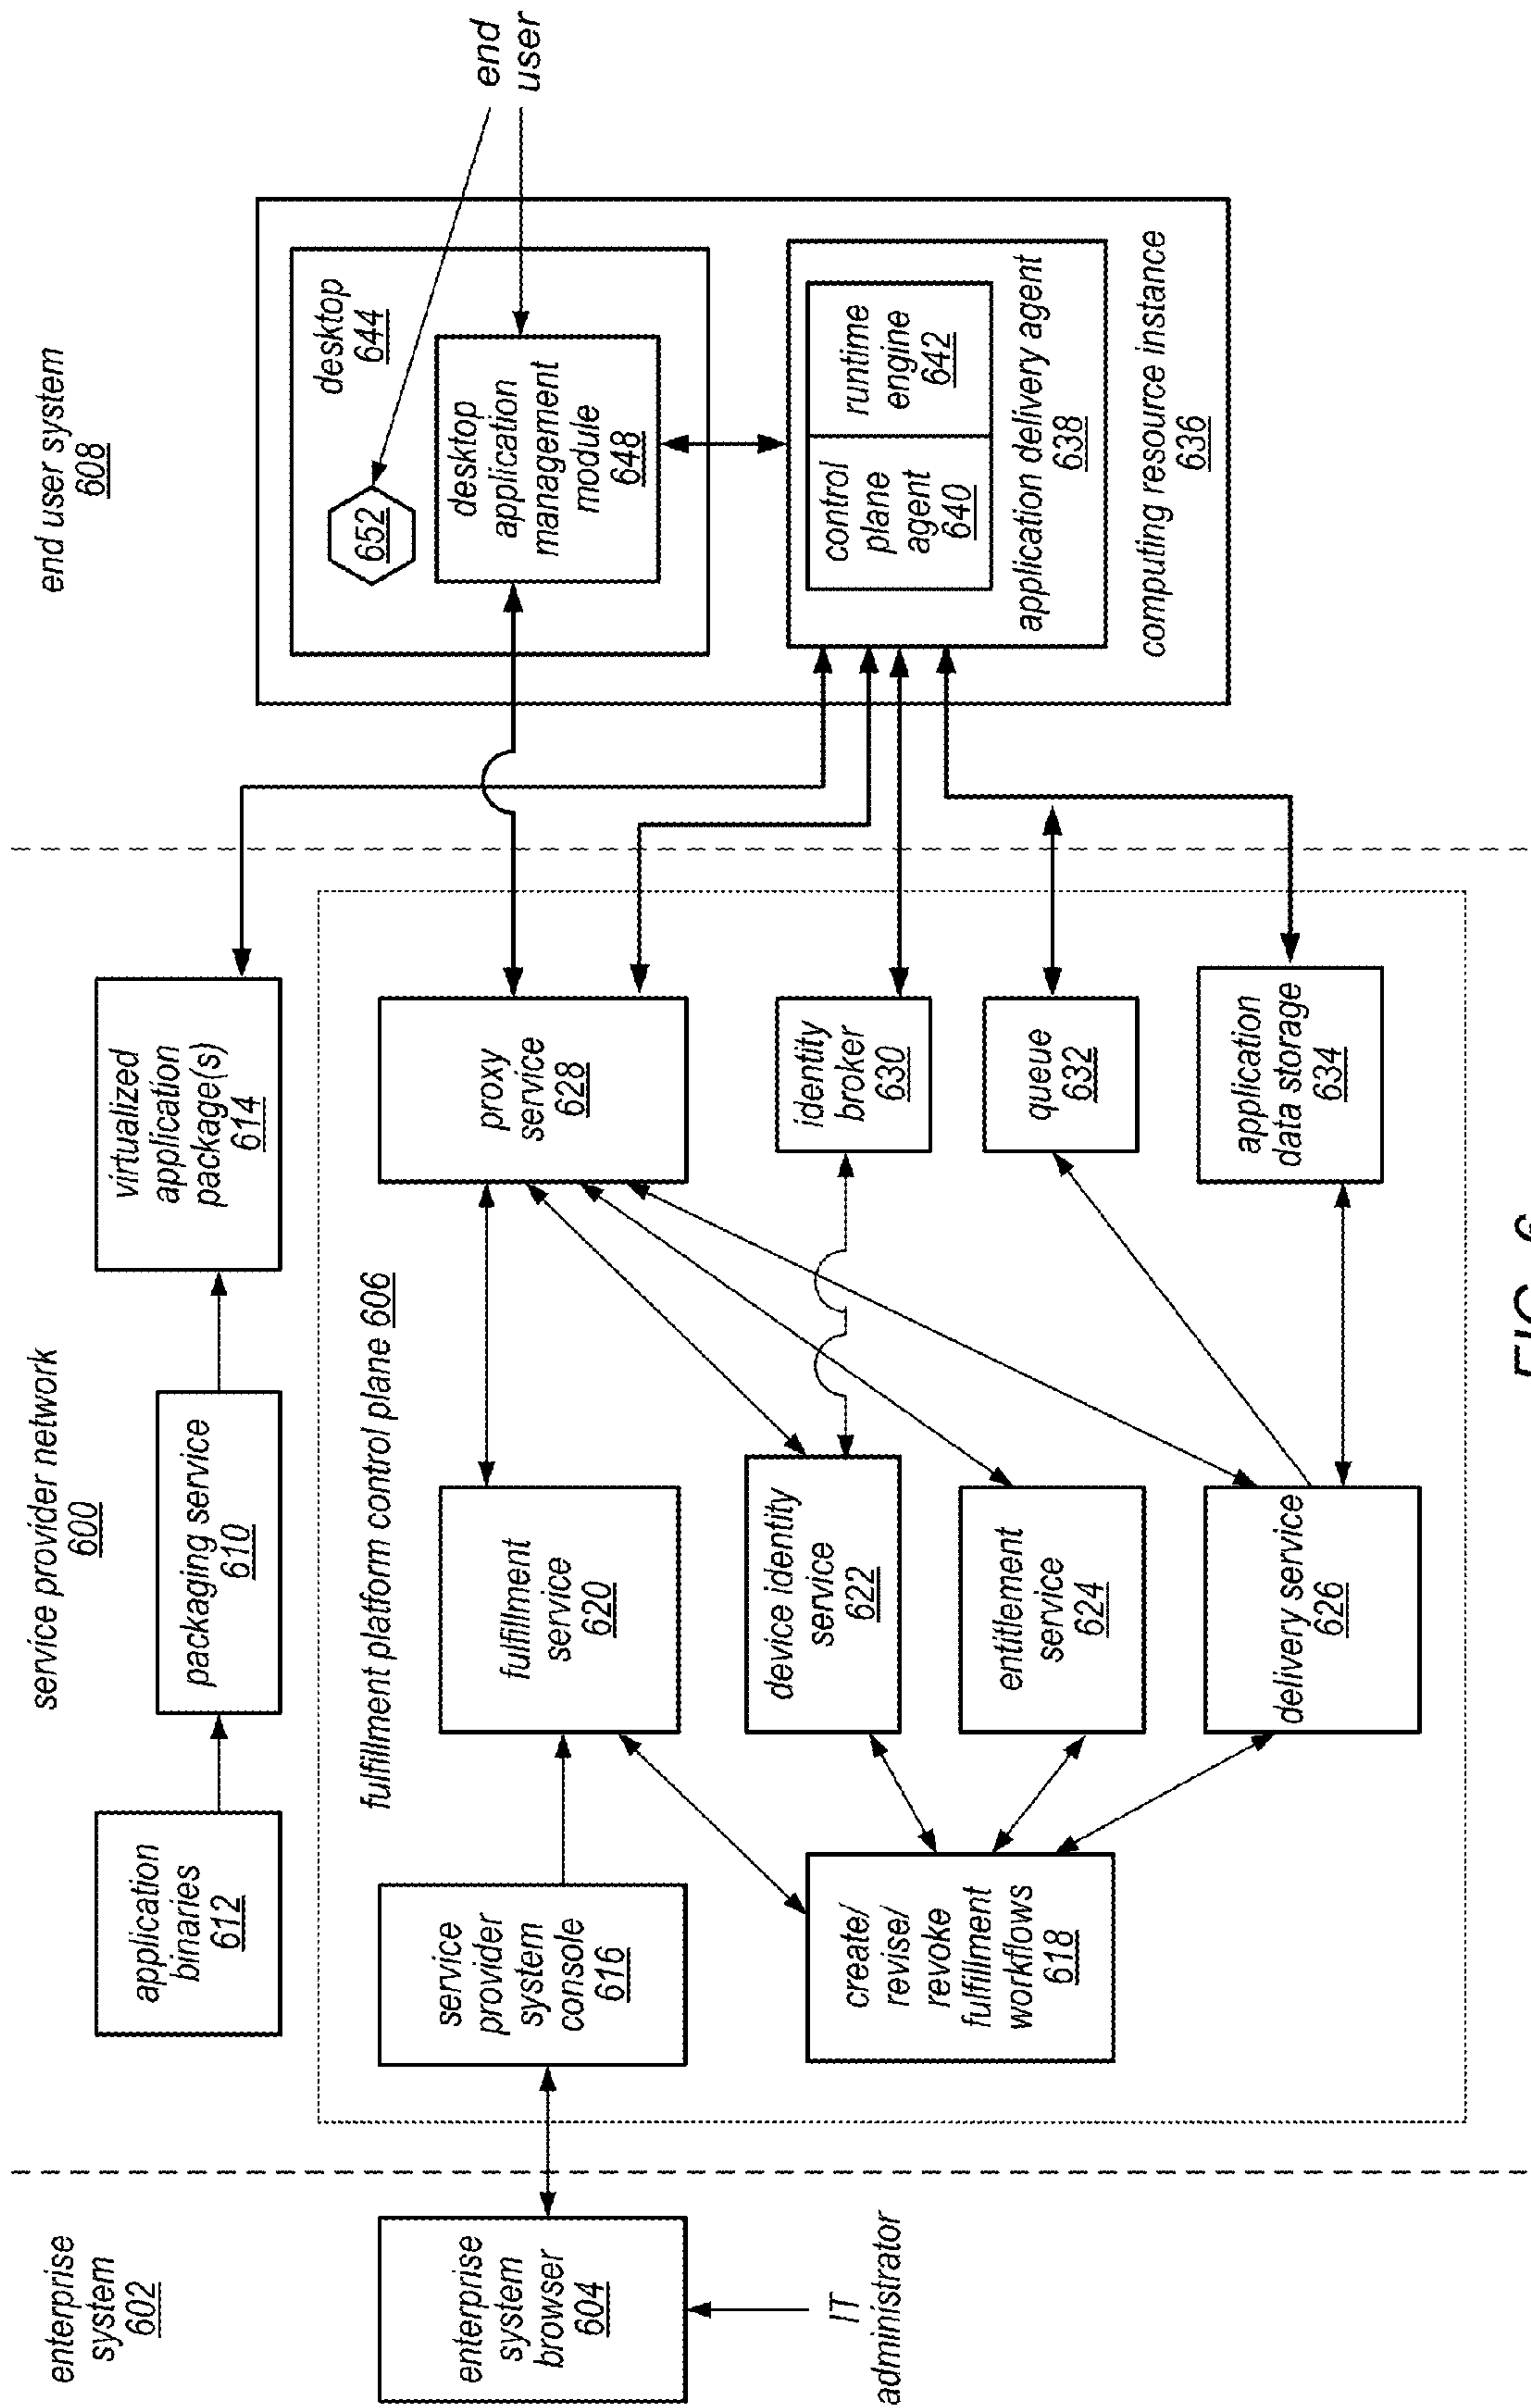 enterprise
system
602
service provider network
600
end user system
608
application
binaries
612
packaging service
610
virtualized
application
package(s)
614
fulfillment platform control plane 606
enterprise
system
browser
604
IT
administrator
service
provider
system
console
616
create/
revise/
revoke
fulfillment
workflows
618
fulfillment
service
620
device identity
service
622
entitlement
service
624
delivery service
626
proxy
service
628
identity
broker
630
queue
632
application
data storage
634
desktop
644
652
desktop
application
management
module
648
control
plane
agent
640
runtime
engine
642
application delivery agent
638
computing resource instance
636
end
user